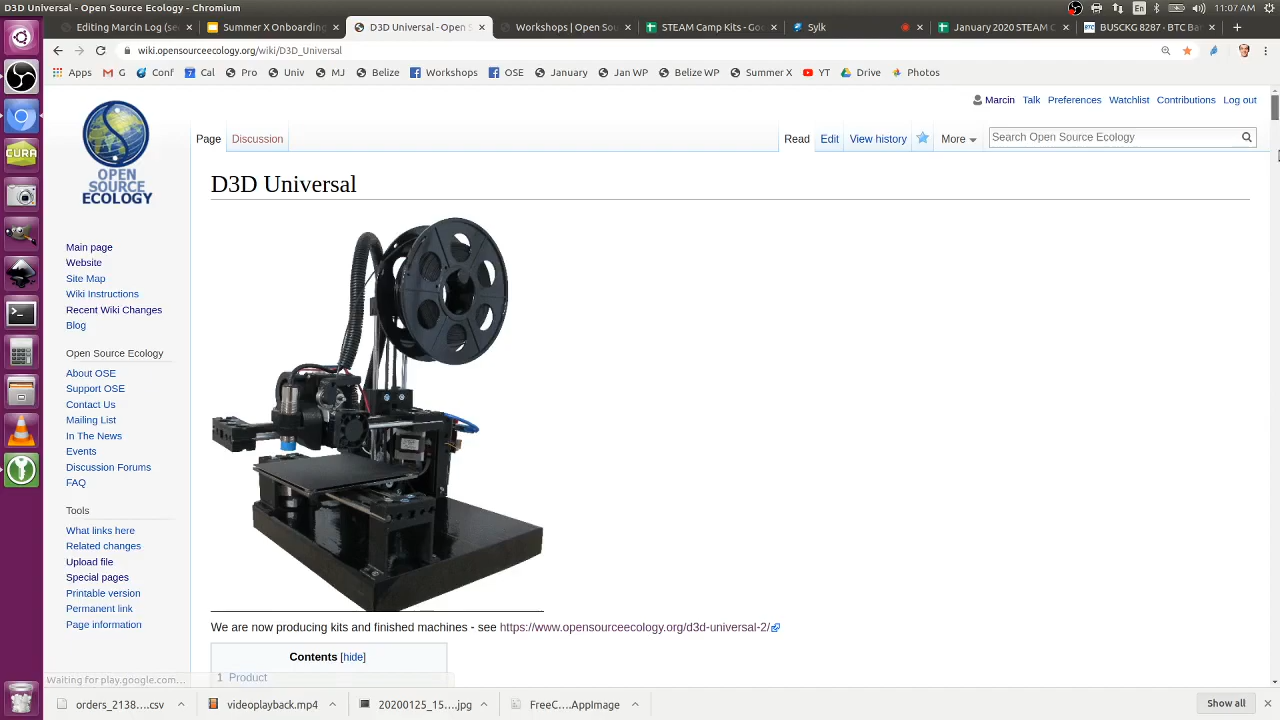 D3D Universal - Open Source Ecology - Chromium
En
11:07 AM
Editing Marcin Log (se
Summer X Onboarding
D3D Universal - Open S
Workshops | Open Sou
STEAM Camp Kits - Goo
Sylk
January 2020 STEAM C
BUSCKG 8287 - BTC Ba
wiki.opensourceecology.org/wiki/D3D_Universal
Apps
G
Conf
Cal
Pro
Univ
MJ
Belize
Workshops
OSE
January
Jan WP
Belize WP
Summer X
YT
Drive
Photos
Marcin
Talk
Preferences
Watchlist
Contributions
Log out
Page
Discussion
Read
Edit
View history
More
Search Open Source Ecology
OPEN
SOURCE
ECOLOGY
CURA
Main page
Website
Site Map
Wiki Instructions
Recent Wiki Changes
Blog
Open Source Ecology
About OSE
Support OSE
Contact Us
Mailing List
In The News
Events
Discussion Forums
FAQ
Tools
What links here
Related changes
Upload file
Special pages
Printable version
Permanent link
Page information
D3D Universal
We are now producing kits and finished machines - see https://www.opensourceecology.org/d3d-universal-2/
Contents [hide]
1 Product
Waiting for play.google.com...
orders_2138....csv
videoplayback.mp4
20200125_15....jpg
FreeC....AppImage
Show all